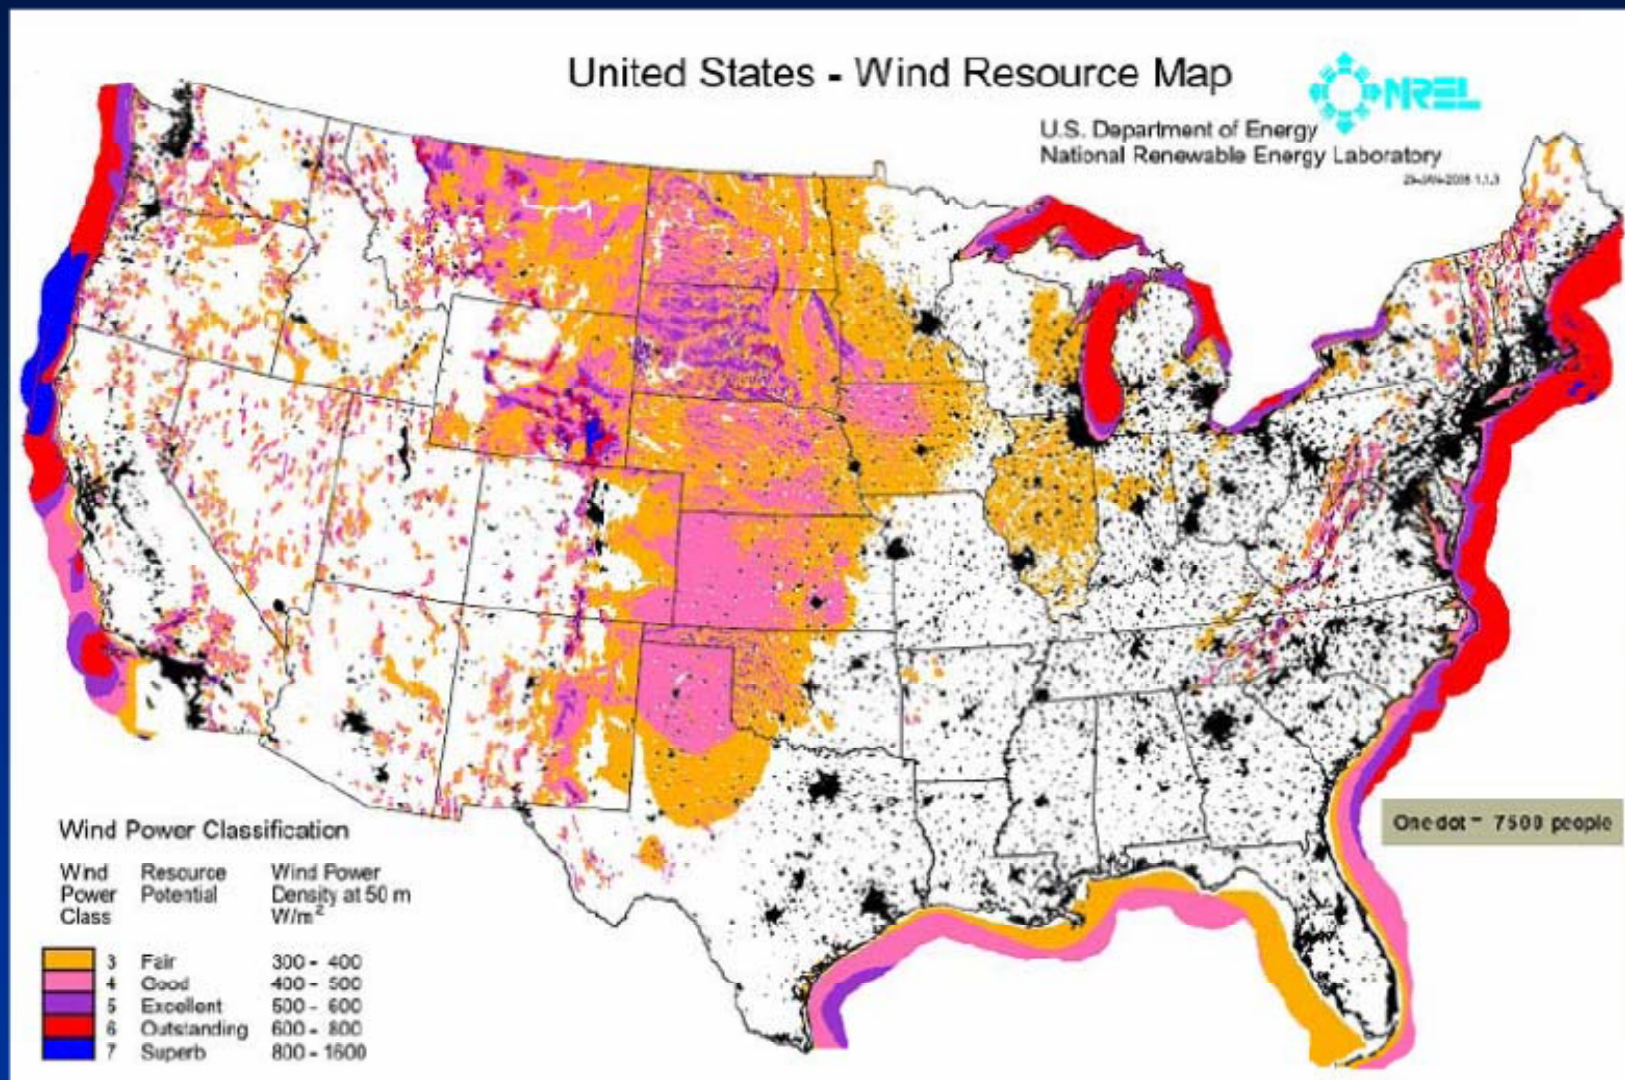 United States - Wind Resource Map
NREL
U.S. Department of Energy
National Renewable Energy Laboratory
One dot = 7500 people
Wind Power Classification
Wind Resource Wind Power
Power Potential Density at 50 m
Class W/m²
3 Fair 300 - 400
4 Good 400 - 500
5 Excellent 500 - 600
6 Outstanding 600 - 800
7 Superb 800 - 1600